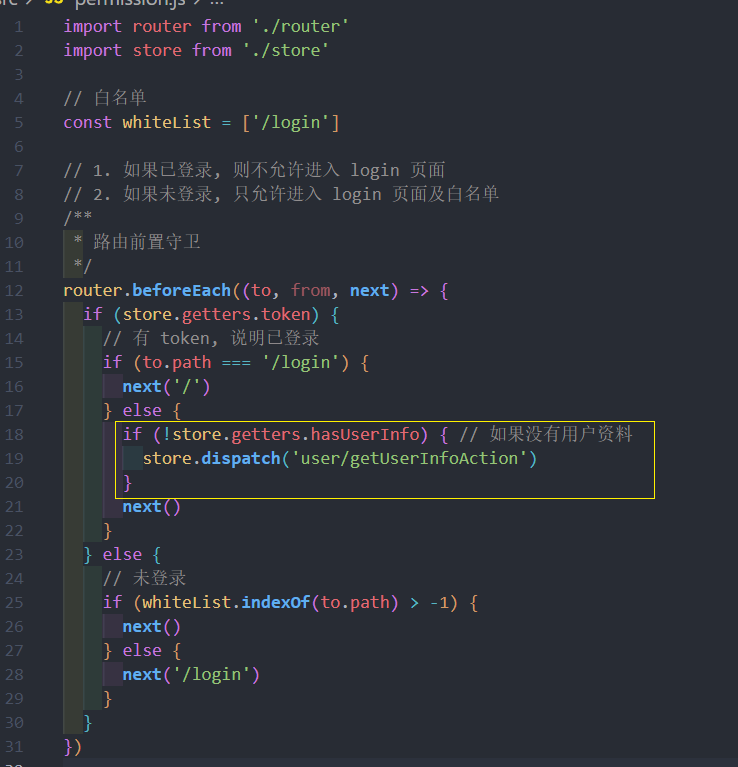 permission.js > ...
1 import router from './router'
2 import store from './store'
3
4 // 白名单
5 const whiteList = ['/login']
6
7 // 1. 如果已登录, 则不允许进入 login 页面
8 // 2. 如果未登录, 只允许进入 login 页面及白名单
9 /**
10  * 路由前置守卫
11  */
12 router.beforeEach((to, from, next) => {
13   if (store.getters.token) {
14     // 有 token, 说明已登录
15     if (to.path === '/login') {
16       next('/')
17     } else {
18       if (!store.getters.hasUserInfo) { // 如果没有用户资料
19         store.dispatch('user/getUserInfoAction')
20       }
21       next()
22     }
23   } else {
24     // 未登录
25     if (whiteList.indexOf(to.path) > -1) {
26       next()
27     } else {
28       next('/login')
29     }
30   }
31 })